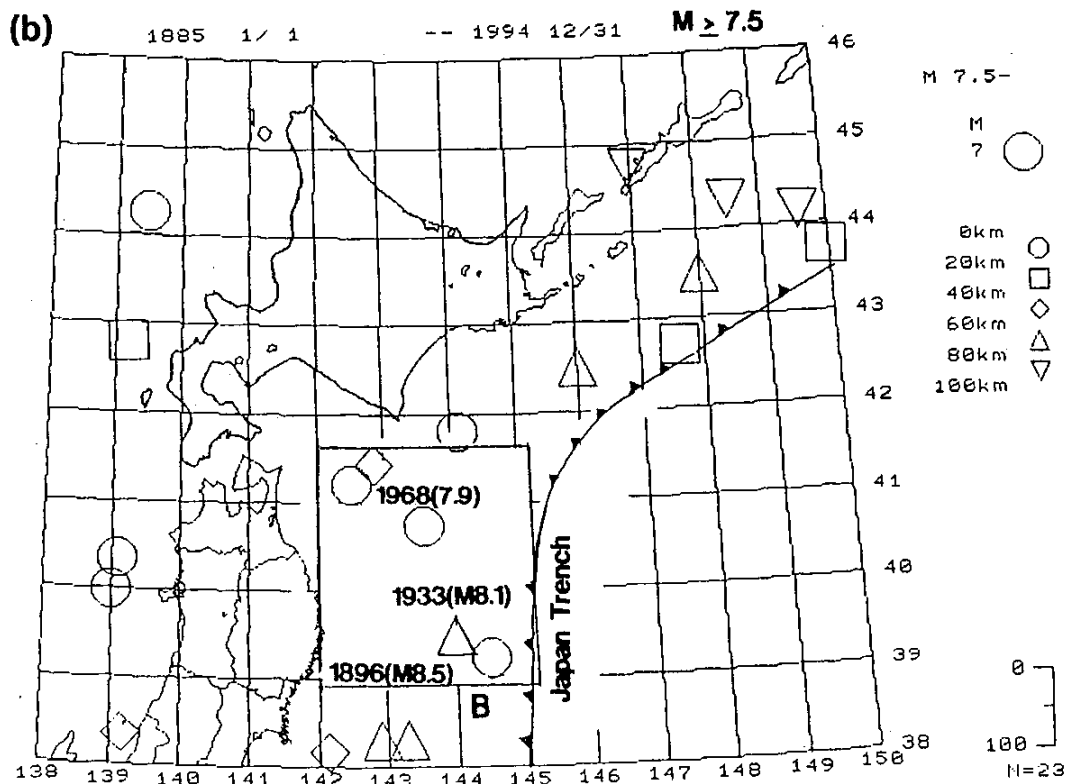 (b) 1885 1/ 1 -- 1994 12/31 M ≥ 7.5
46
M 7.5-
45
M
7
44
0km
20km
43
40km
60km
80km
42
100km
41
1968(7.9)
40
1933(M8.1)
Japan Trench
39
1896(M8.5)
0
B
38
100
138 139 140 141 142 143 144 145 146 147 148 149 150
N=23